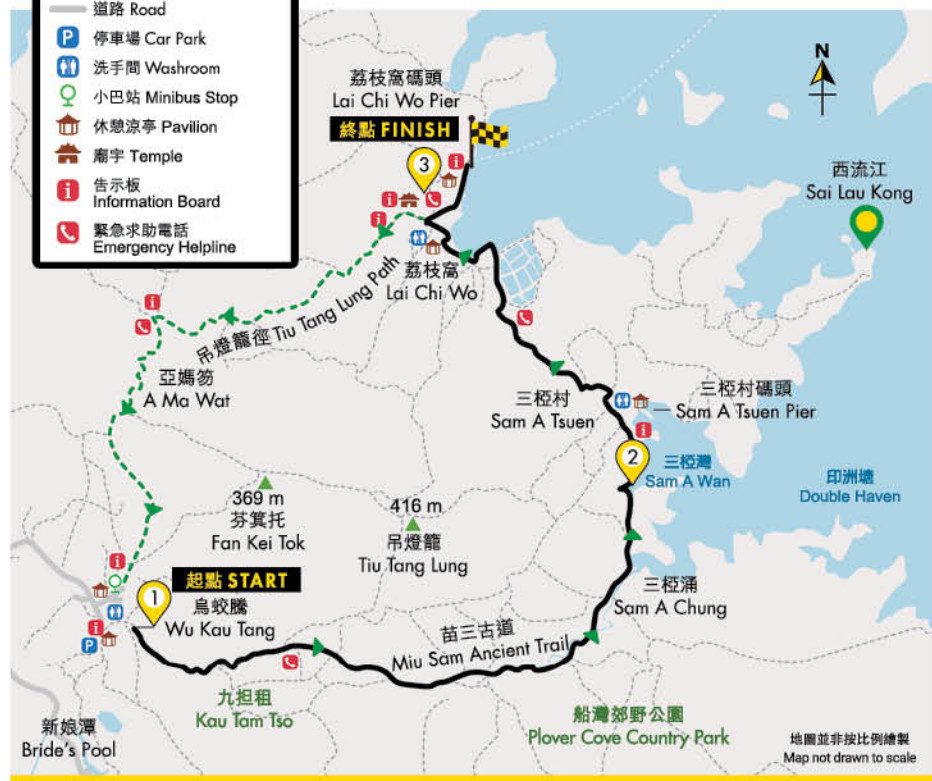 道路 Road
P
停車場 Car Park
洗手間 Washroom
小巴站 Minibus Stop
休憩涼亭 Pavilion
廟宇 Temple
i
告示板
Information Board
緊急求助電話
Emergency Helpline
N
荔枝窩碼頭
Lai Chi Wo Pier
終點 FINISH
3
i
西流江
Sai Lau Kong
i
i
荔枝窩
Lai Chi Wo
吊燈籠徑 Tiu Tang Lung Path
i
亞媽笏
A Ma Wat
三椏村
Sam A Tsuen
三椏村碼頭
Sam A Tsuen Pier
i
2
三椏灣
Sam A Wan
印洲塘
Double Haven
369 m
芬箕托
Fan Kei Tok
416 m
吊燈籠
Tiu Tang Lung
i
起點 START
1
烏蛟騰
Wu Kau Tang
i
P
三椏涌
Sam A Chung
苗三古道
Miu Sam Ancient Trail
九担租
Kau Tam Tso
新娘潭
Bride's Pool
船灣郊野公園
Plover Cove Country Park
地圖並非按比例繪製
Map not drawn to scale